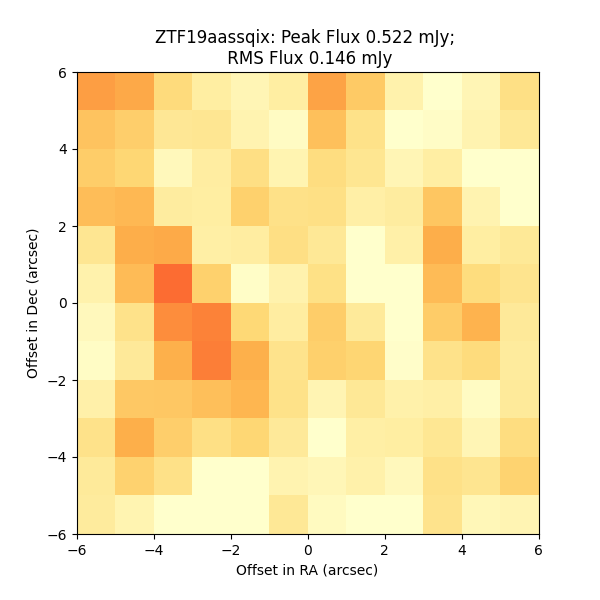 ZTF19aassqix: Peak Flux 0.522 mJy;
RMS Flux 0.146 mJy
6
4
2
0
−2
−4
−6
Offset in Dec (arcsec)
−6 −4 −2 0 2 4 6
Offset in RA (arcsec)